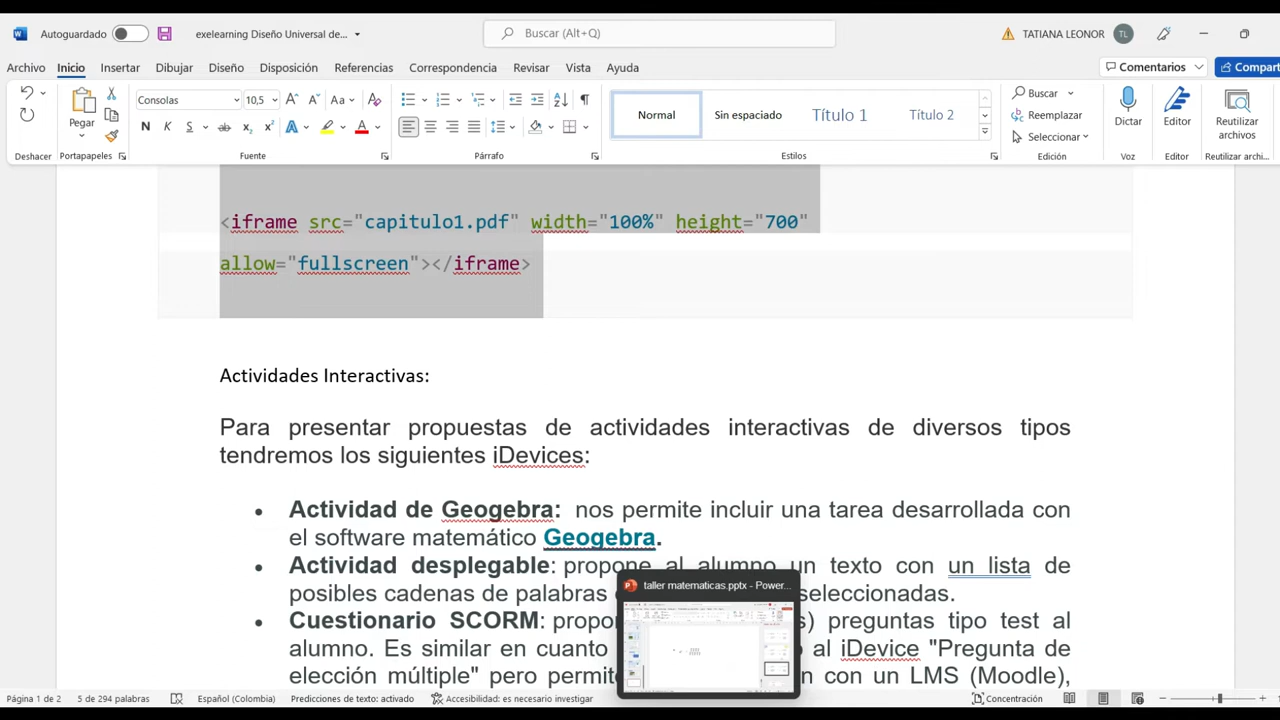 Autoguardado
exelearning Diseño Universal de...
Buscar (Alt+Q)
TATIANA LEONOR
TL
Archivo
Inicio
Insertar
Dibujar
Diseño
Disposición
Referencias
Correspondencia
Revisar
Vista
Ayuda
Comentarios
Compart
Pegar
Consolas
10,5
Normal
Sin espaciado
Título 1
Título 2
Buscar
Reemplazar
Seleccionar
Dictar
Editor
Reutilizar
archivos
Deshacer
Portapapeles
Fuente
Párrafo
Estilos
Edición
Voz
Editor
Reutilizar archi...
<iframe src="capitulo1.pdf" width="100%" height="700"
allow="fullscreen"></iframe>
Actividades Interactivas:
Para presentar propuestas de actividades interactivas de diversos tipos
tendremos los siguientes iDevices:
• Actividad de Geogebra: nos permite incluir una tarea desarrollada con
el software matemático Geogebra.
• Actividad desplegable: propone al alumno un texto con un lista de
posibles cadenas de palabras seleccionadas.
• Cuestionario SCORM: propon s) preguntas tipo test al
alumno. Es similar en cuanto al iDevice "Pregunta de
elección múltiple" pero permite n con un LMS (Moodle),
taller matematicas.pptx - Power...
Página 1 de 2
5 de 294 palabras
Español (Colombia)
Predicciones de texto: activado
Accesibilidad: es necesario investigar
Concentración